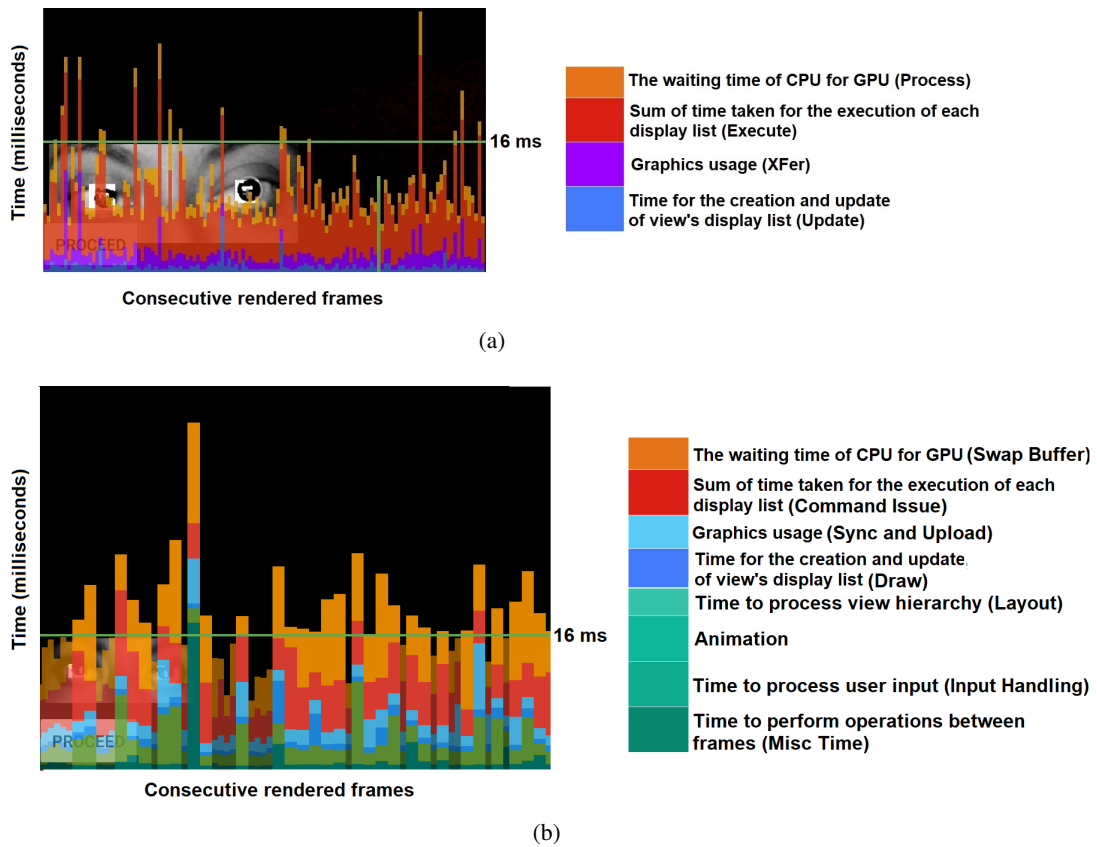 Time (milliseconds)
16 ms
PROCEED
Consecutive rendered frames
The waiting time of CPU for GPU (Process)
Sum of time taken for the execution of each
display list (Execute)
Graphics usage (XFer)
Time for the creation and update
of view's display list (Update)
(a)
Time (milliseconds)
16 ms
PROCEED
Consecutive rendered frames
The waiting time of CPU for GPU (Swap Buffer)
Sum of time taken for the execution of each
display list (Command Issue)
Graphics usage (Sync and Upload)
Time for the creation and update
of view's display list (Draw)
Time to process view hierarchy (Layout)
Animation
Time to process user input (Input Handling)
Time to perform operations between
frames (Misc Time)
(b)